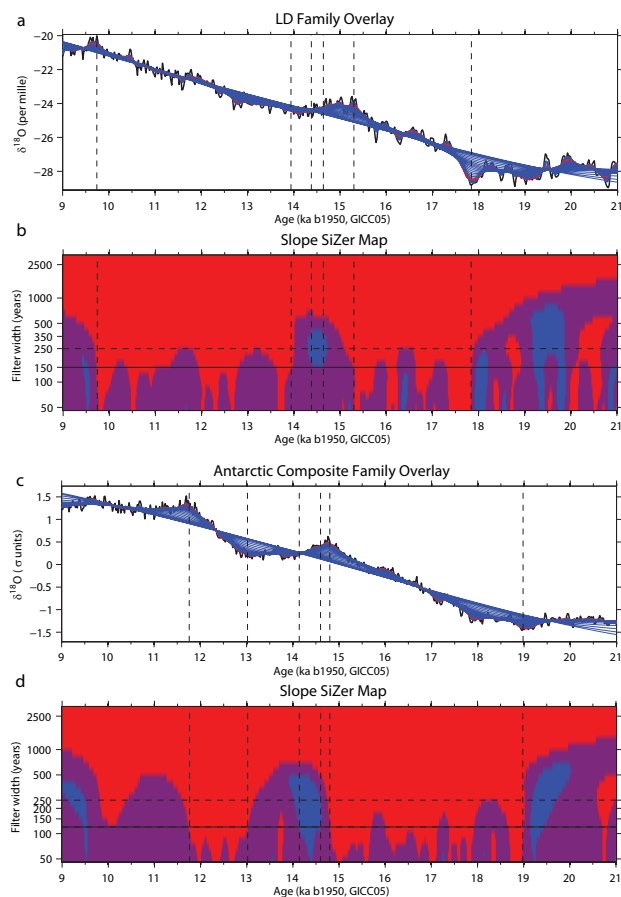 a
LD Family Overlay
−20
−22
−24
−26
−28
δ18O (per mille)
9 10 11 12 13 14 15 16 17 18 19 20 21
Age (ka b1950, GICC05)
b
Slope SiZer Map
2500
1000
500
350
250
150
100
50
Filter width (years)
9 10 11 12 13 14 15 16 17 18 19 20 21
Age (ka b1950, GICC05)
c
Antarctic Composite Family Overlay
1.5
1
0.5
0
−0.5
−1
−1.5
δ18O ( σ units)
9 10 11 12 13 14 15 16 17 18 19 20 21
Age (ka b1950, GICC05)
d
Slope SiZer Map
2500
1000
500
250
200
150
100
50
Filter width (years)
9 10 11 12 13 14 15 16 17 18 19 20 21
Age (ka b1950, GICC05)